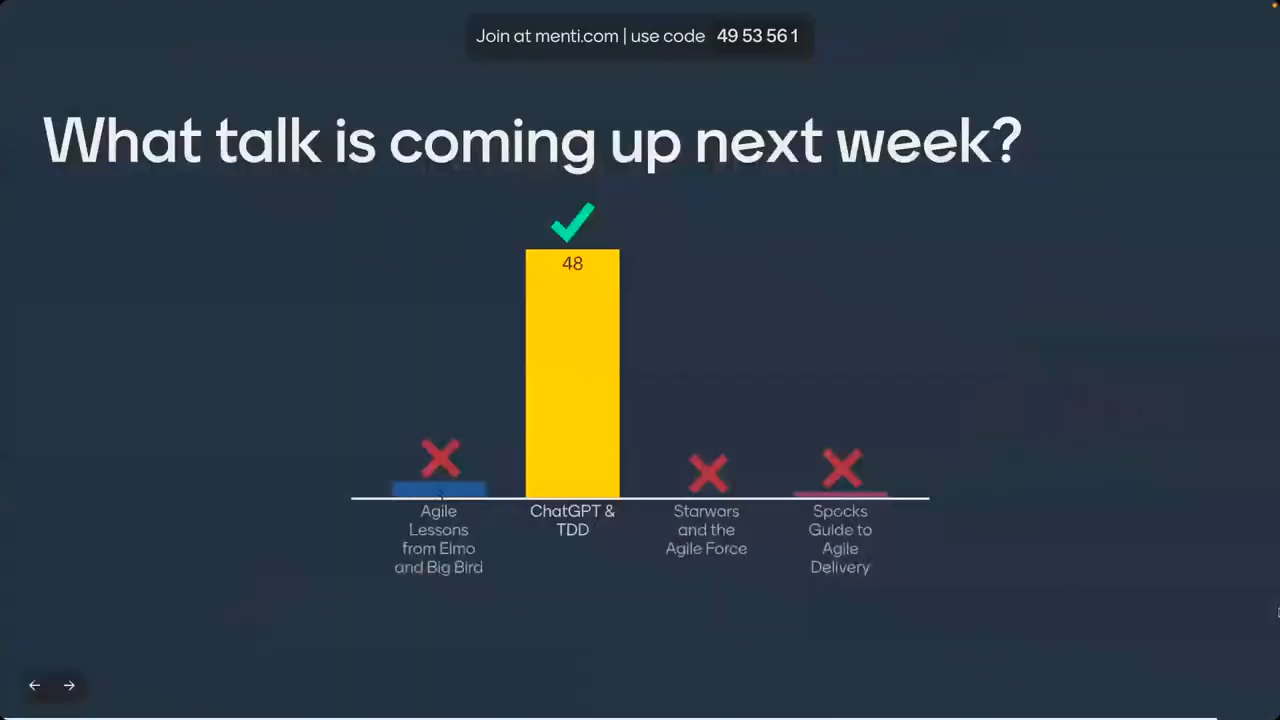 Join at menti.com | use code 49 53 56 1
What talk is coming up next week?
48
Agile
Lessons
from Elmo
and Big Bird
ChatGPT &
TDD
Starwars
and the
Agile Force
Spocks
Guide to
Agile
Delivery